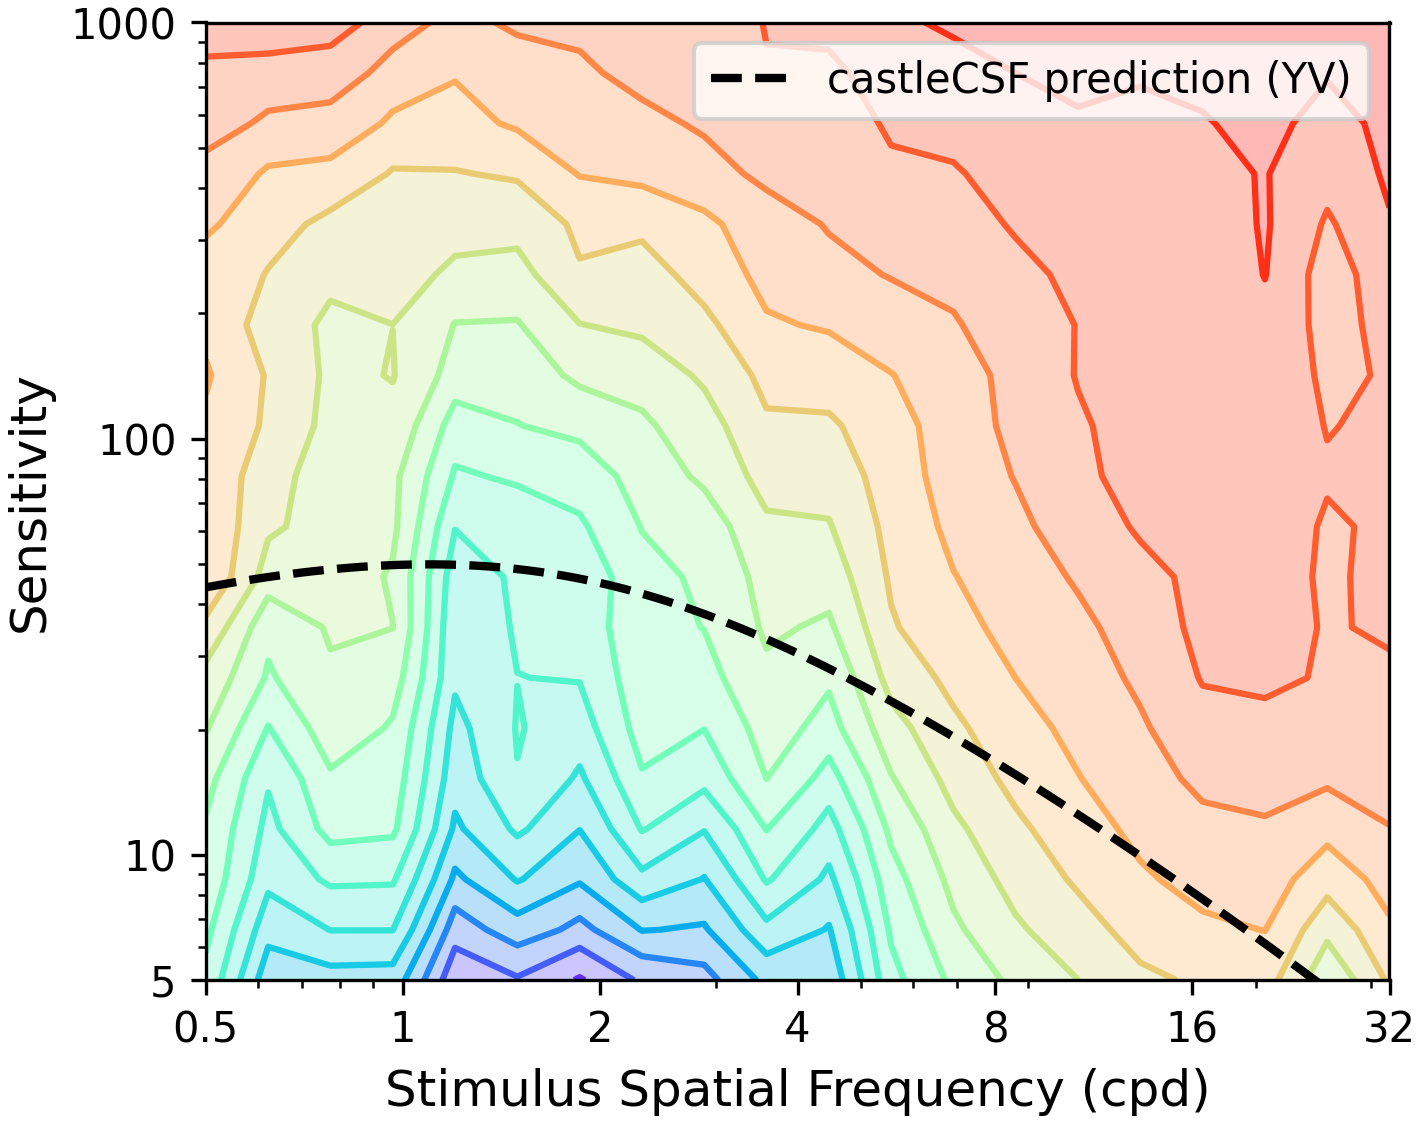 1000
castleCSF prediction (YV)
100
Sensitivity
10
5
0.5 1 2 4 8 16 32
Stimulus Spatial Frequency (cpd)